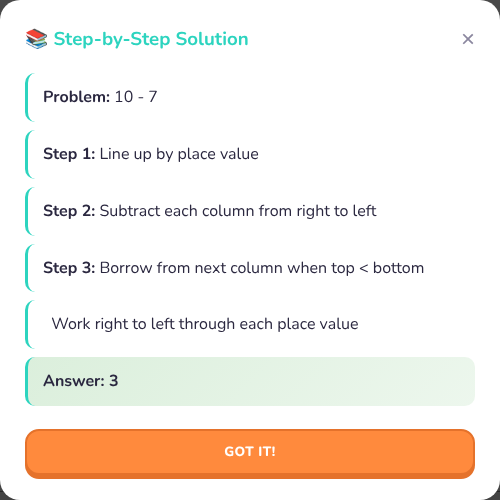 📚 Step-by-Step Solution ×
Problem: 10 - 7
Step 1: Line up by place value
Step 2: Subtract each column from right to left
Step 3: Borrow from next column when top < bottom
Work right to left through each place value
Answer: 3
GOT IT!